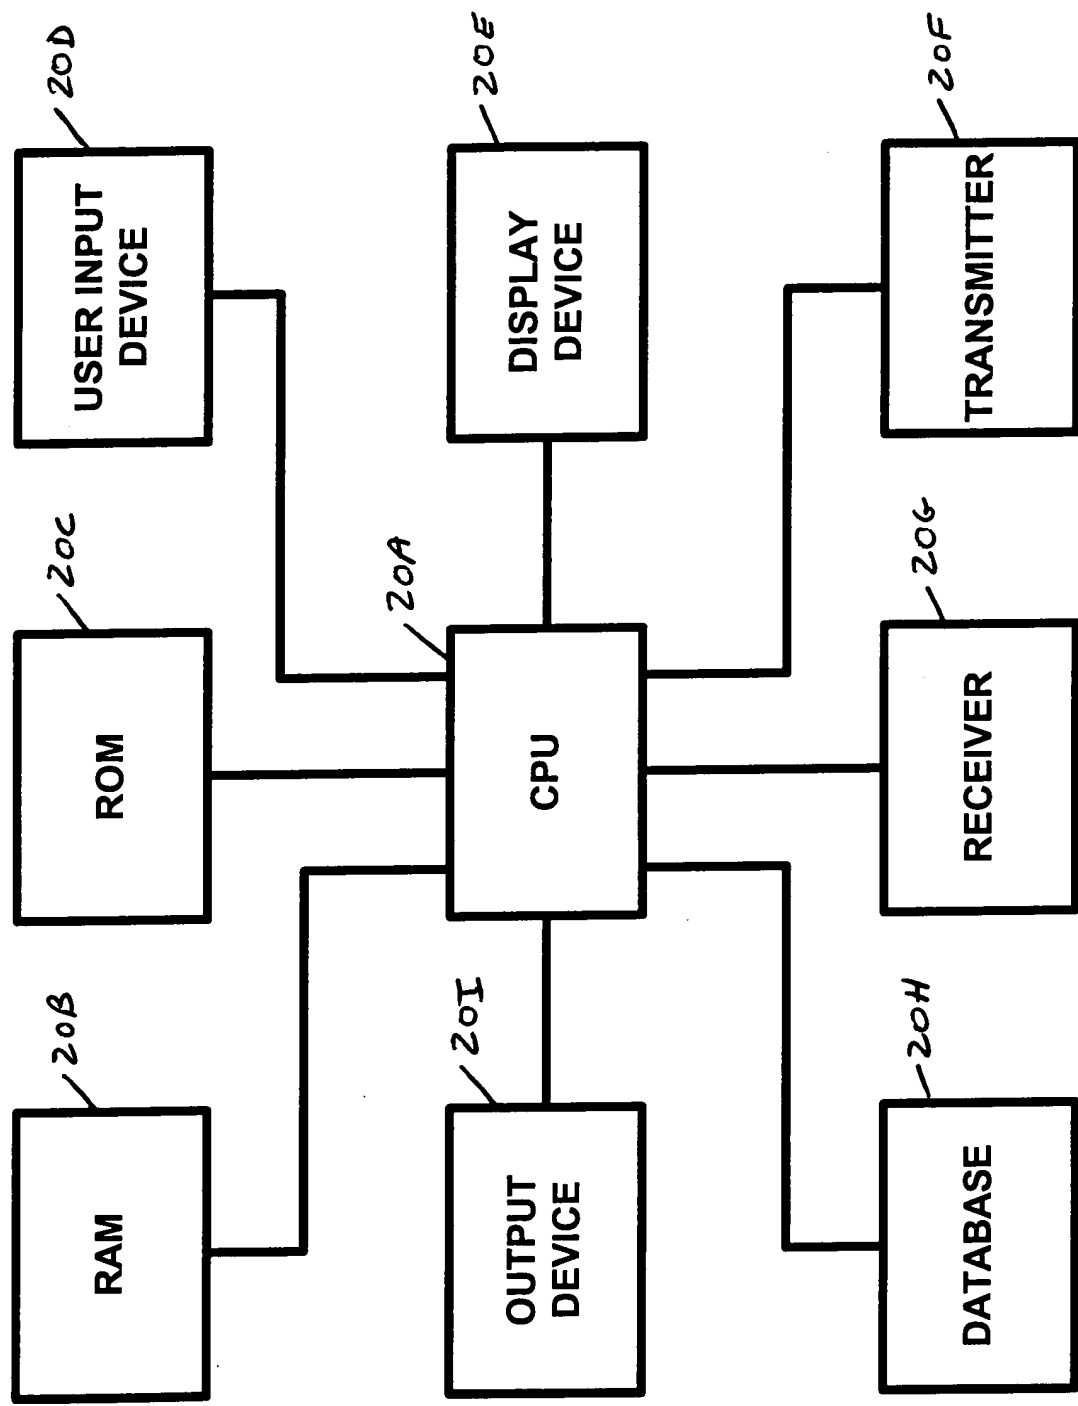 20B
RAM
20C
ROM
20D
USER INPUT
DEVICE
20I
OUTPUT
DEVICE
20A
CPU
20E
DISPLAY
DEVICE
20H
DATABASE
20G
RECEIVER
20F
TRANSMITTER